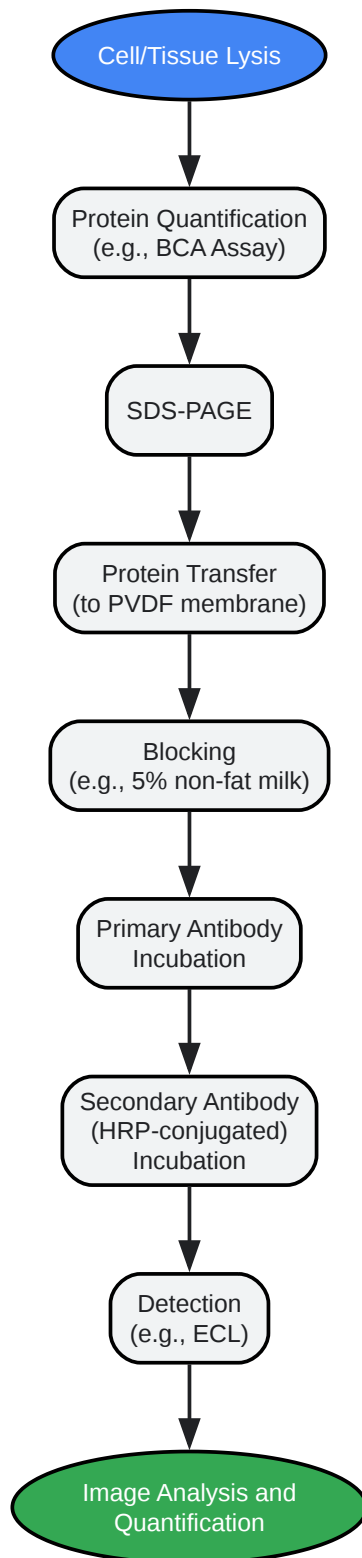 Cell/Tissue Lysis
Protein Quantification
(e.g., BCA Assay)
SDS-PAGE
Protein Transfer
(to PVDF membrane)
Blocking
(e.g., 5% non-fat milk)
Primary Antibody
Incubation
Secondary Antibody
(HRP-conjugated)
Incubation
Detection
(e.g., ECL)
Image Analysis and
Quantification